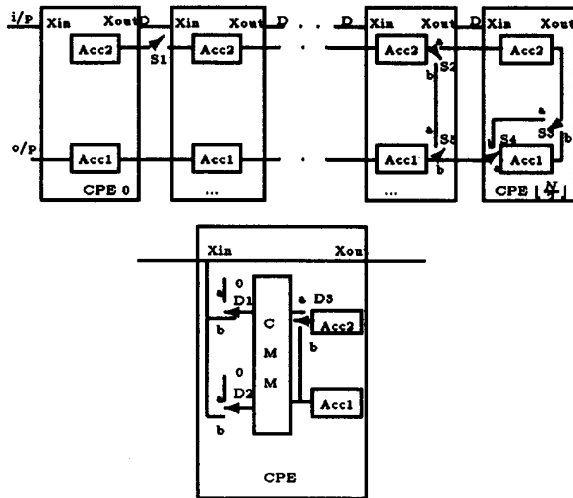 i/p Xin Xout D Xin Xout D . . D Xin Xout D Xin Xout
Acc2 S1 Acc2 . . Acc2 a S2 Acc2
b
a a S3 b
o/p Acc1 Acc1 . . Acc1 b S5 S4 a Acc1
CPE 0 ... ... CPE
Xin Xout
0
a D1 C a D3
b M Acc2
b
0 M
a D2 Acc1
b
CPE